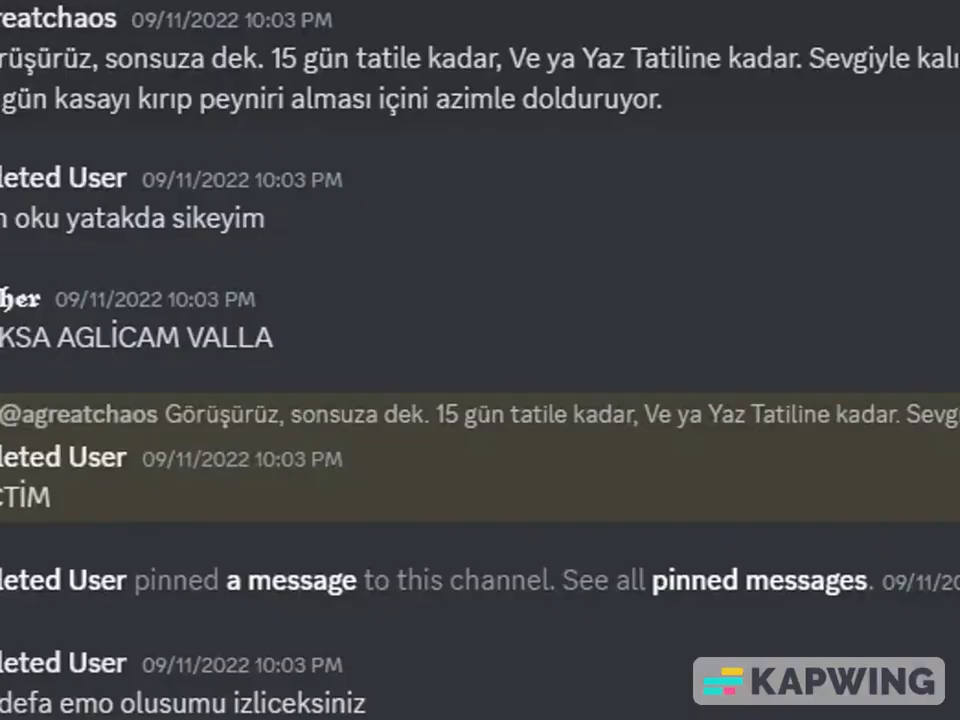 reatchaos 09/11/2022 10:03 PM
rüşürüz, sonsuza dek. 15 gün tatile kadar, Ve ya Yaz Tatiline kadar. Sevgiyle kalı
gün kasayı kırıp peyniri alması içini azimle dolduruyor.
leted User 09/11/2022 10:03 PM
n oku yatakda sikeyim
her 09/11/2022 10:03 PM
KSA AGLİCAM VALLA
@agreatchaos Görüşürüz, sonsuza dek. 15 gün tatile kadar, Ve ya Yaz Tatiline kadar. Sevg
leted User 09/11/2022 10:03 PM
CTİM
leted User pinned a message to this channel. See all pinned messages. 09/11/20
leted User 09/11/2022 10:03 PM
defa emo olusumu izliceksiniz
KAPWING